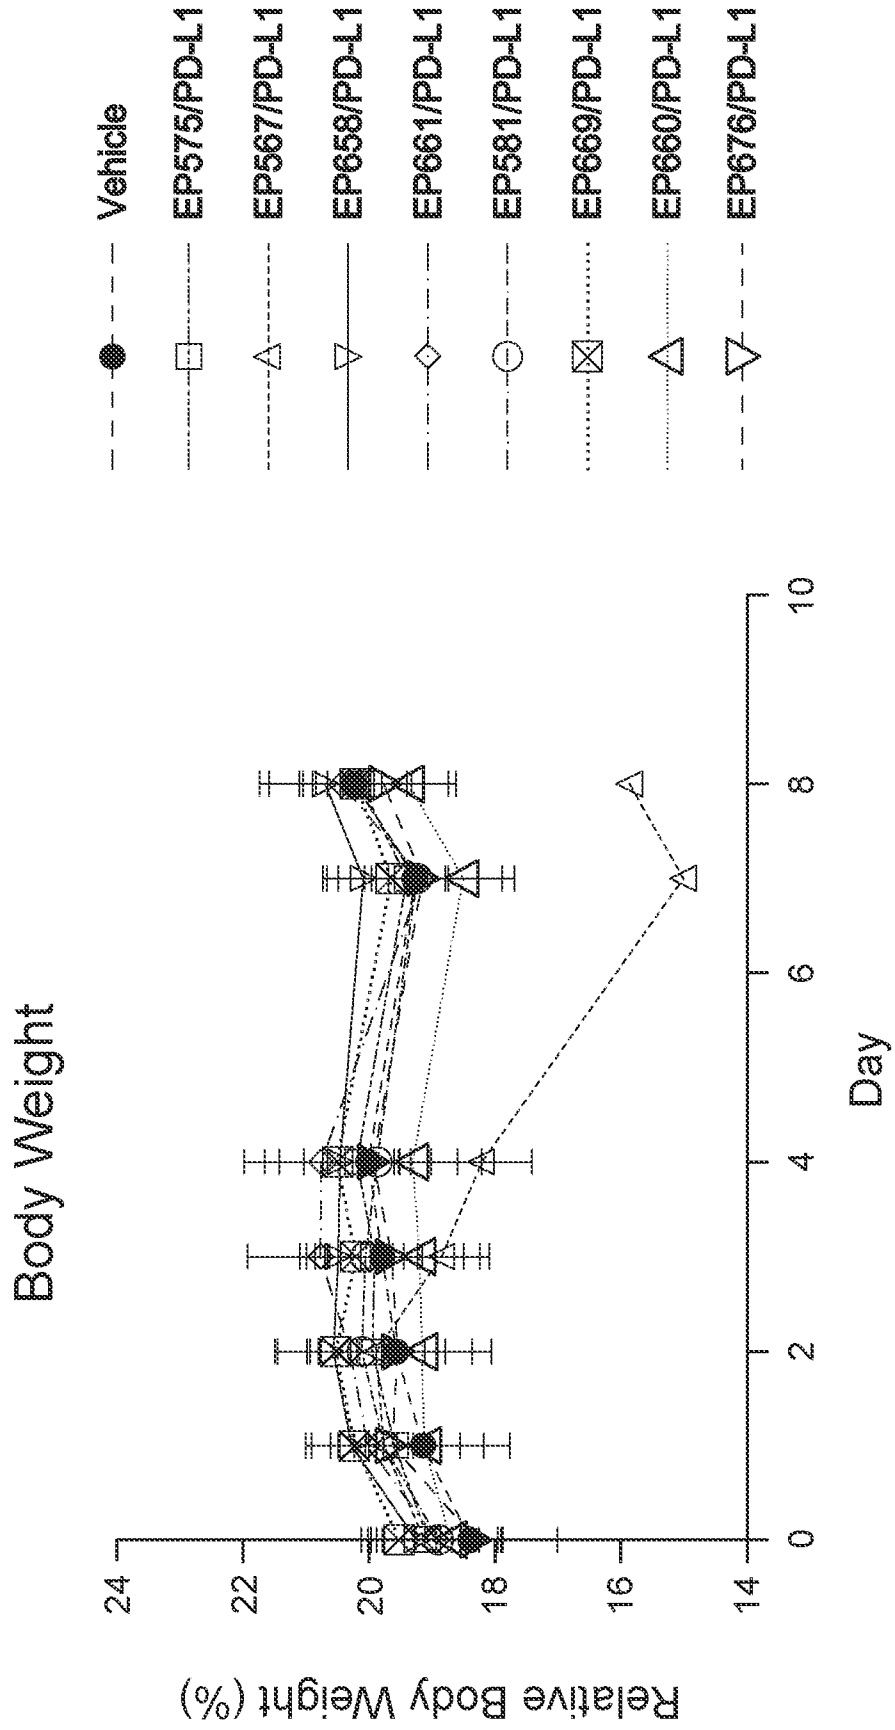 Body Weight
Relative Body Weight (%)
24
22
20
18
16
14
0
2
4
6
8
10
Day
Vehicle
EP575/PD-L1
EP567/PD-L1
EP658/PD-L1
EP661/PD-L1
EP581/PD-L1
EP669/PD-L1
EP660/PD-L1
EP676/PD-L1